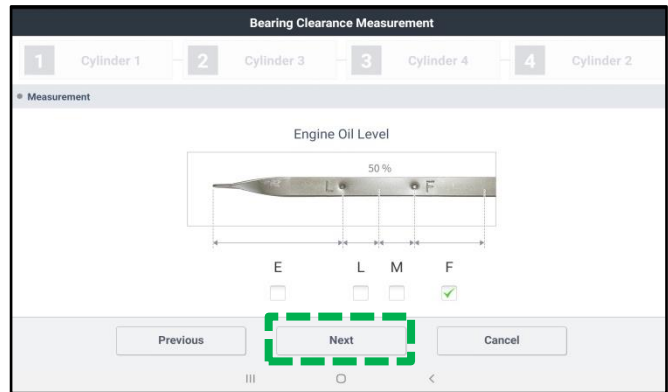 Bearing Clearance Measurement
1 Cylinder 1 2 Cylinder 3 3 Cylinder 4 4 Cylinder 2
Measurement
Engine Oil Level
50 %
L F
E L M F
Previous Next Cancel